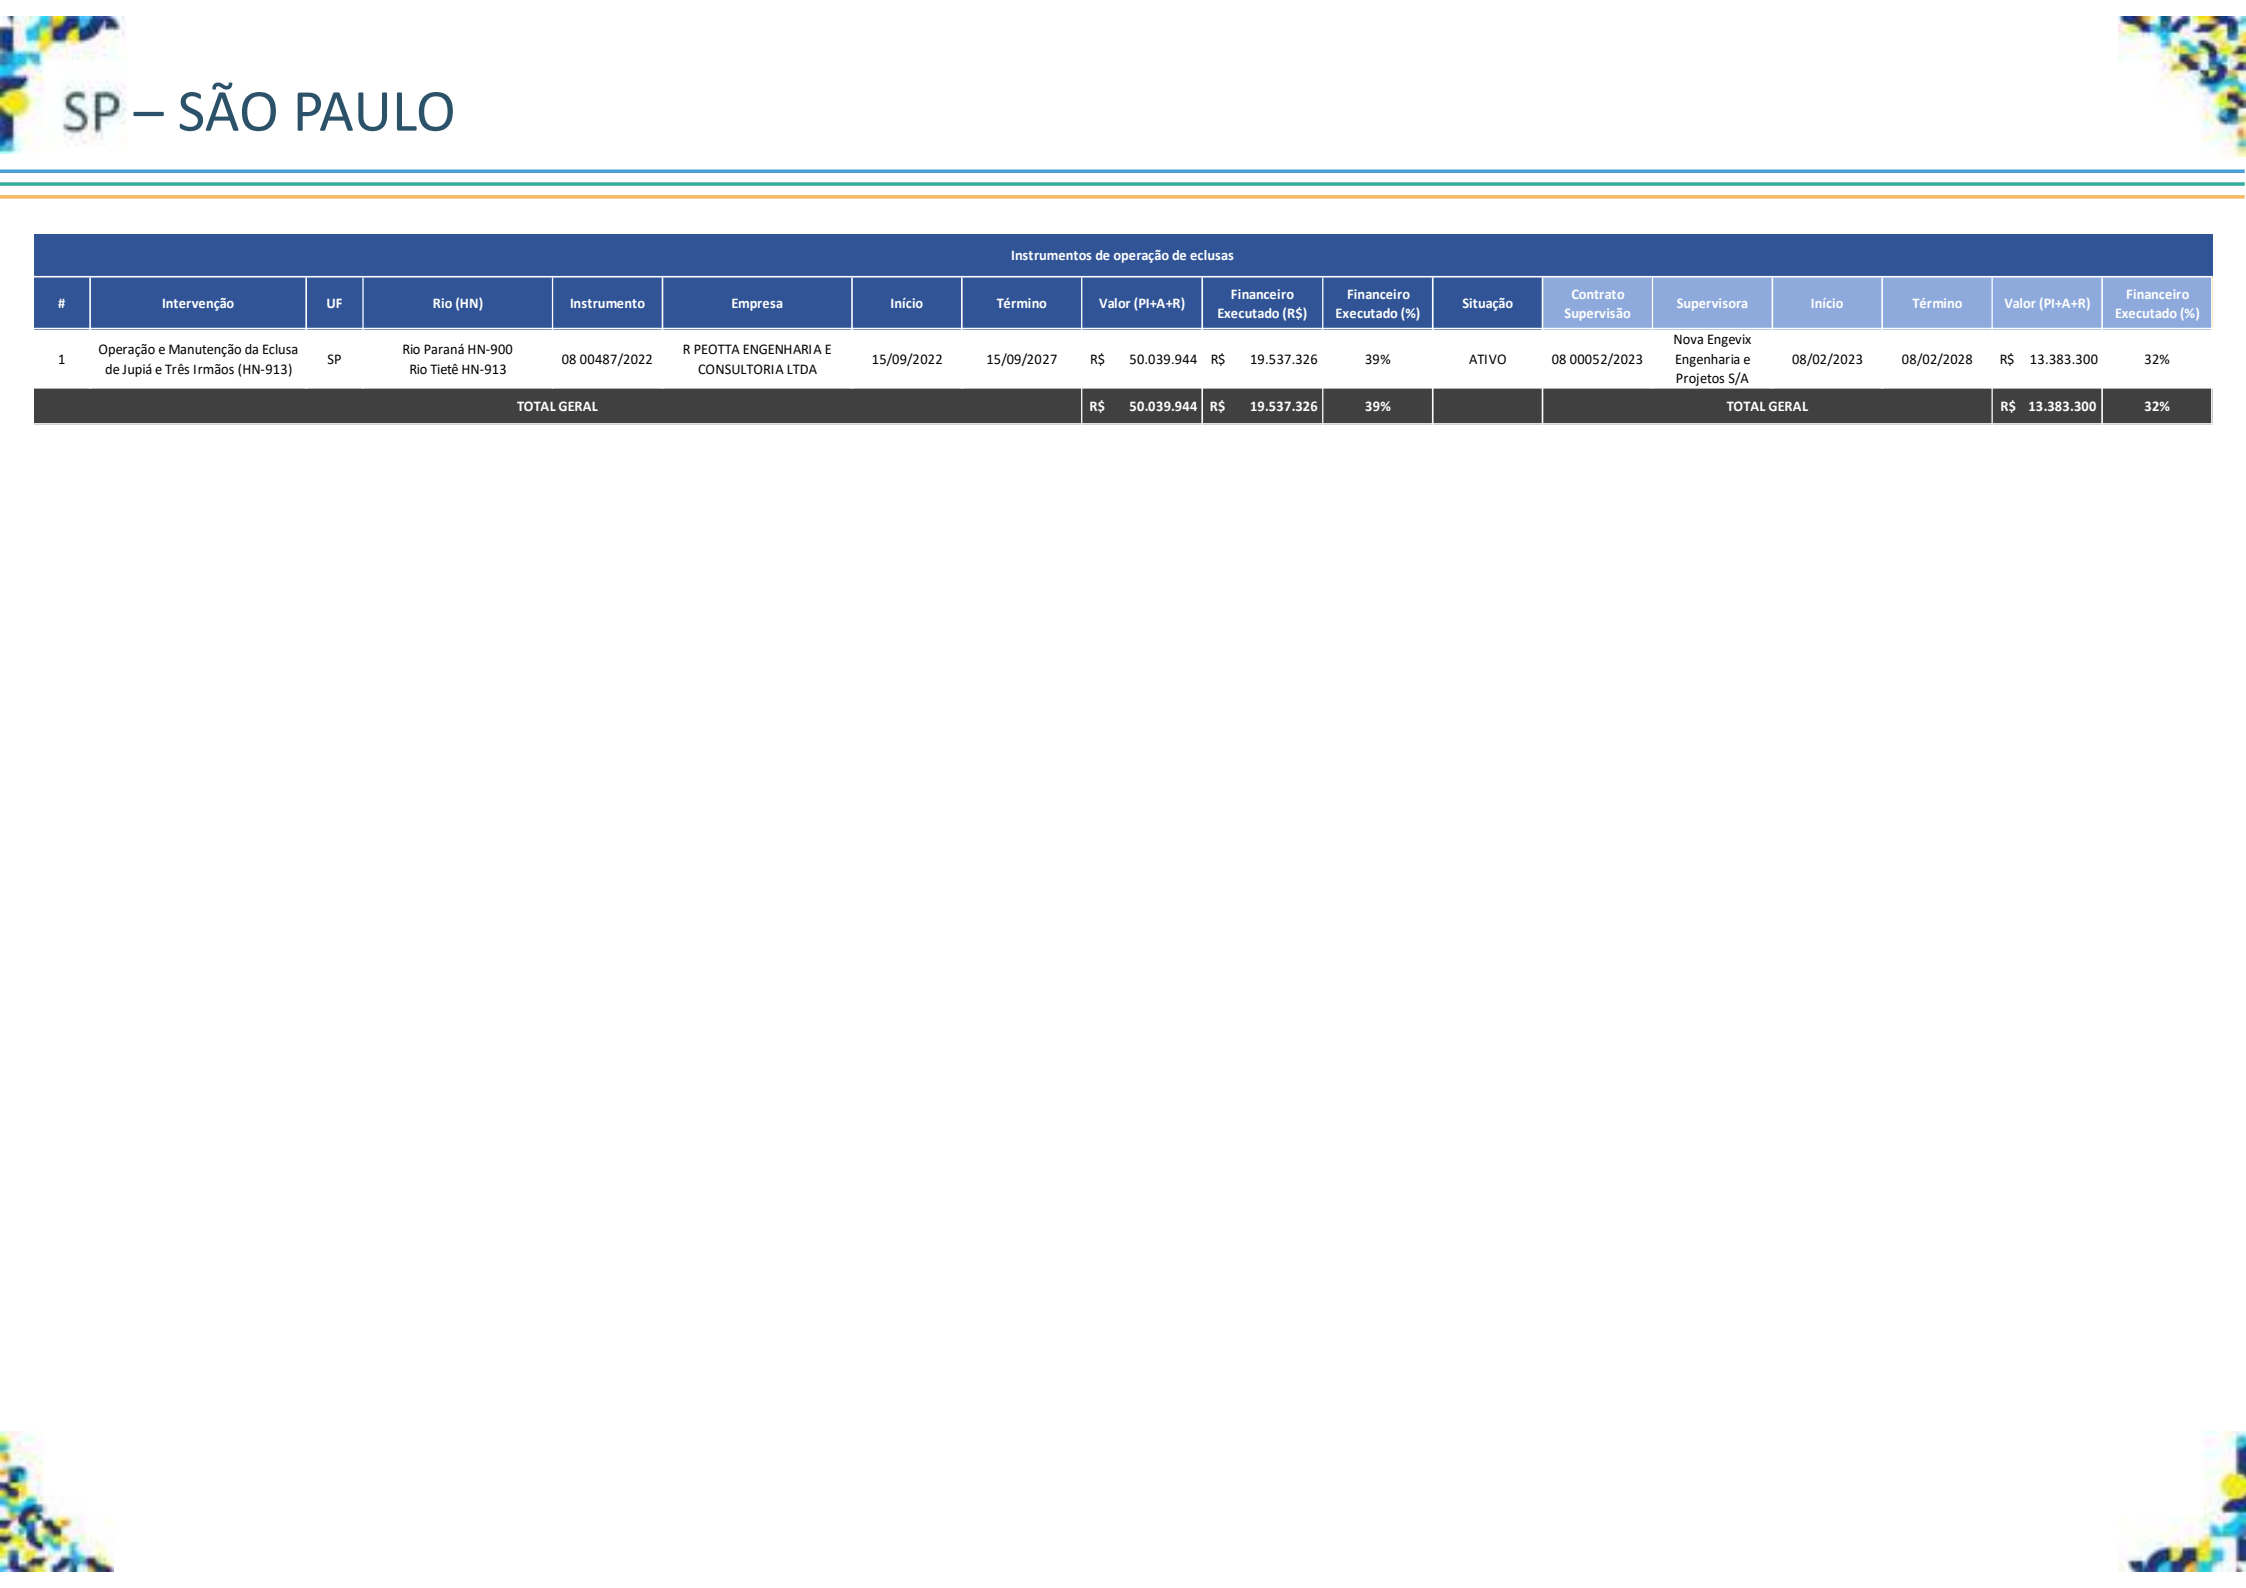 SP – SÃO PAULO
Instrumentos de operação de eclusas
# Intervenção UF Rio (HN) Instrumento Empresa Início Término Valor (PI+A+R) Financeiro Executado (R$) Financeiro Executado (%) Situação Contrato Supervisão Supervisora Início Término Valor (PI+A+R) Financeiro Executado (%)
1 Operação e Manutenção da Eclusa de Jupiá e Três Irmãos (HN-913) SP Rio Paraná HN-900 Rio Tietê HN-913 08 00487/2022 R PEOTTA ENGENHARIA E CONSULTORIA LTDA 15/09/2022 15/09/2027 R$ 50.039.944 R$ 19.537.326 39% ATIVO 08 00052/2023 Nova Engevix Engenharia e Projetos S/A 08/02/2023 08/02/2028 R$ 13.383.300 32%
TOTAL GERAL R$ 50.039.944 R$ 19.537.326 39% TOTAL GERAL R$ 13.383.300 32%